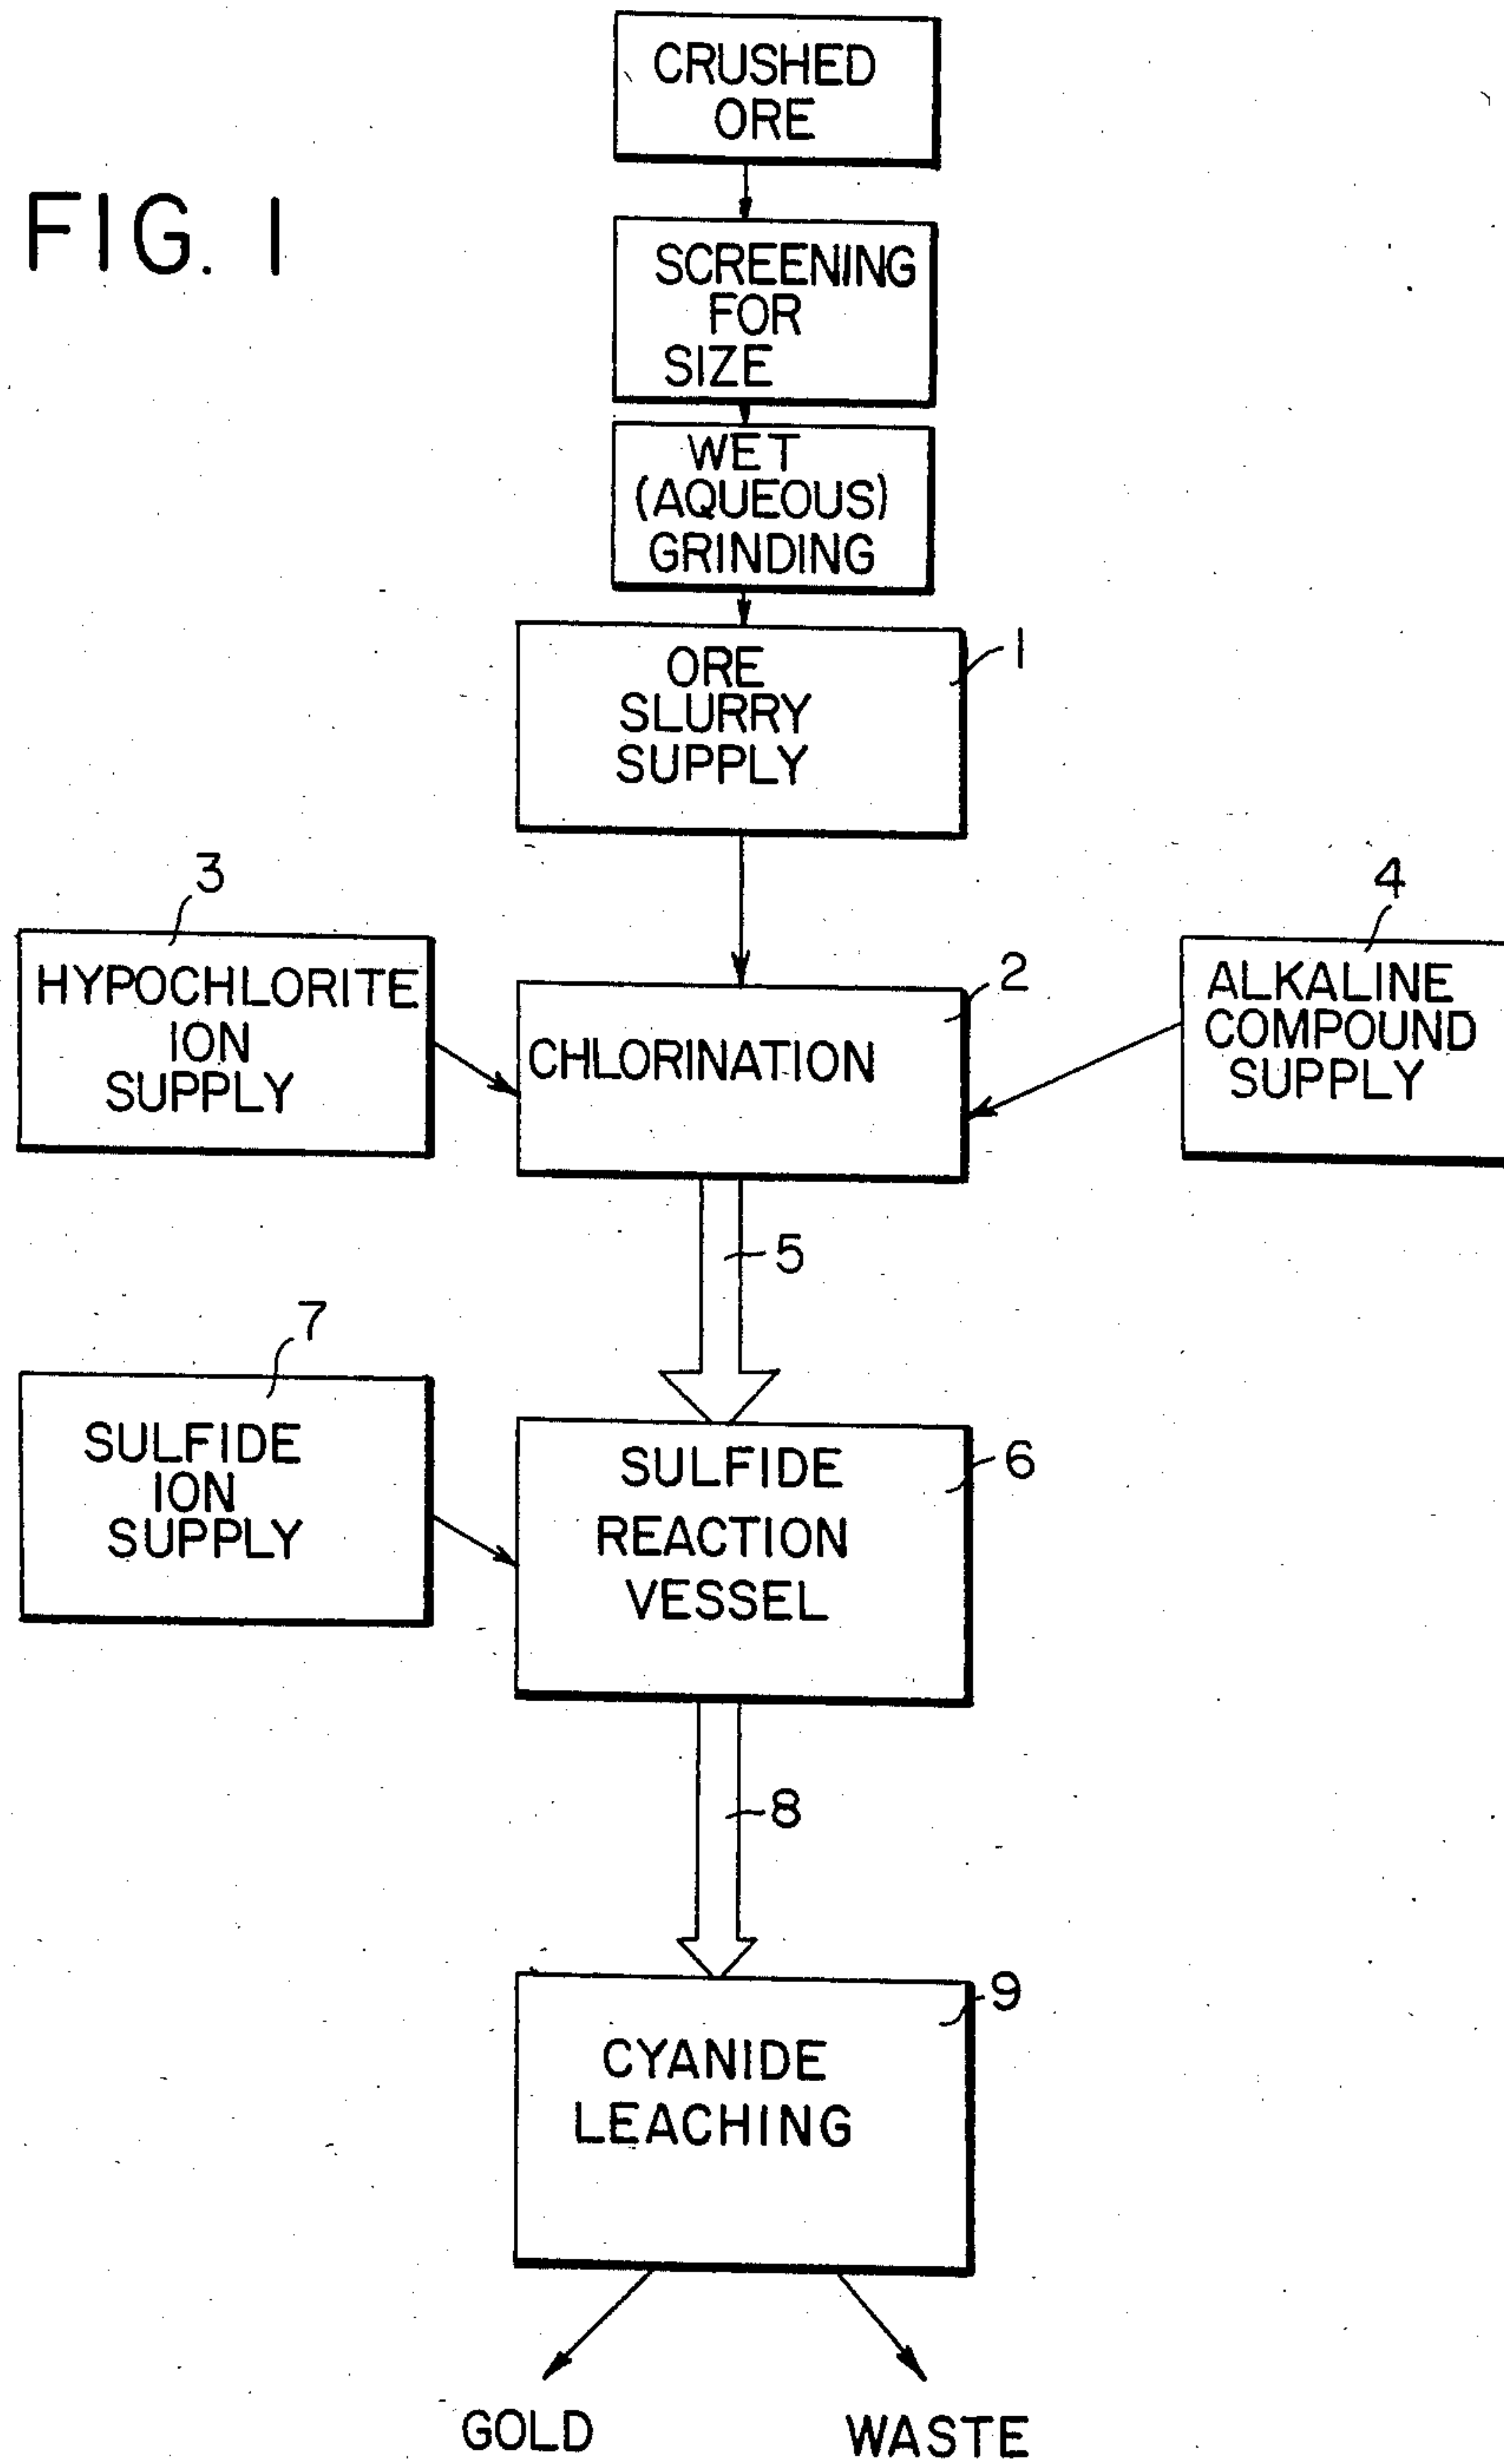 CRUSHED
ORE
FIG. 1
SCREENING
FOR
SIZE
WET
(AQUEOUS)
GRINDING
1
ORE
SLURRY
SUPPLY
3
4
HYPOCHLORITE
ION
SUPPLY
2
CHLORINATION
ALKALINE
COMPOUND
SUPPLY
5
7
SULFIDE
ION
SUPPLY
6
SULFIDE
REACTION
VESSEL
8
9
CYANIDE
LEACHING
GOLD
WASTE